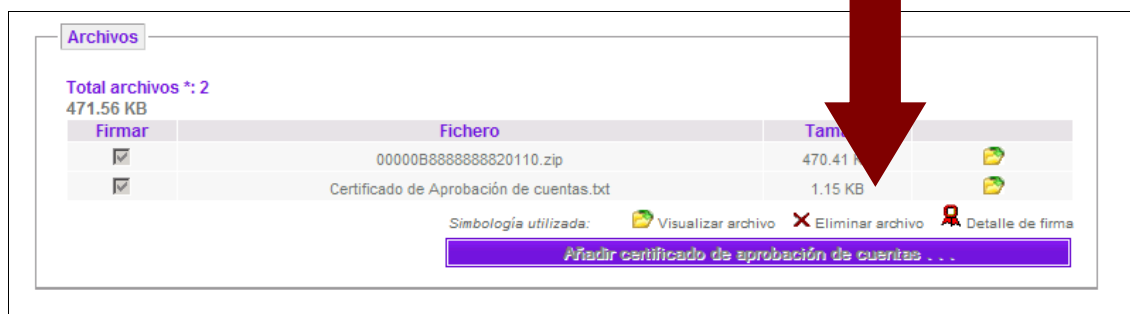 Archivos
Total archivos *: 2
471.56 KB
Firmar Fichero
00000B8888888820110.zip 470.41
Certificado de Aprobación de cuentas.txt 1.15 KB
Simbología utilizada: Visualizar archivo Eliminar archivo Detalle de firma
Añadir certificado de aprobación de cuentas . . .